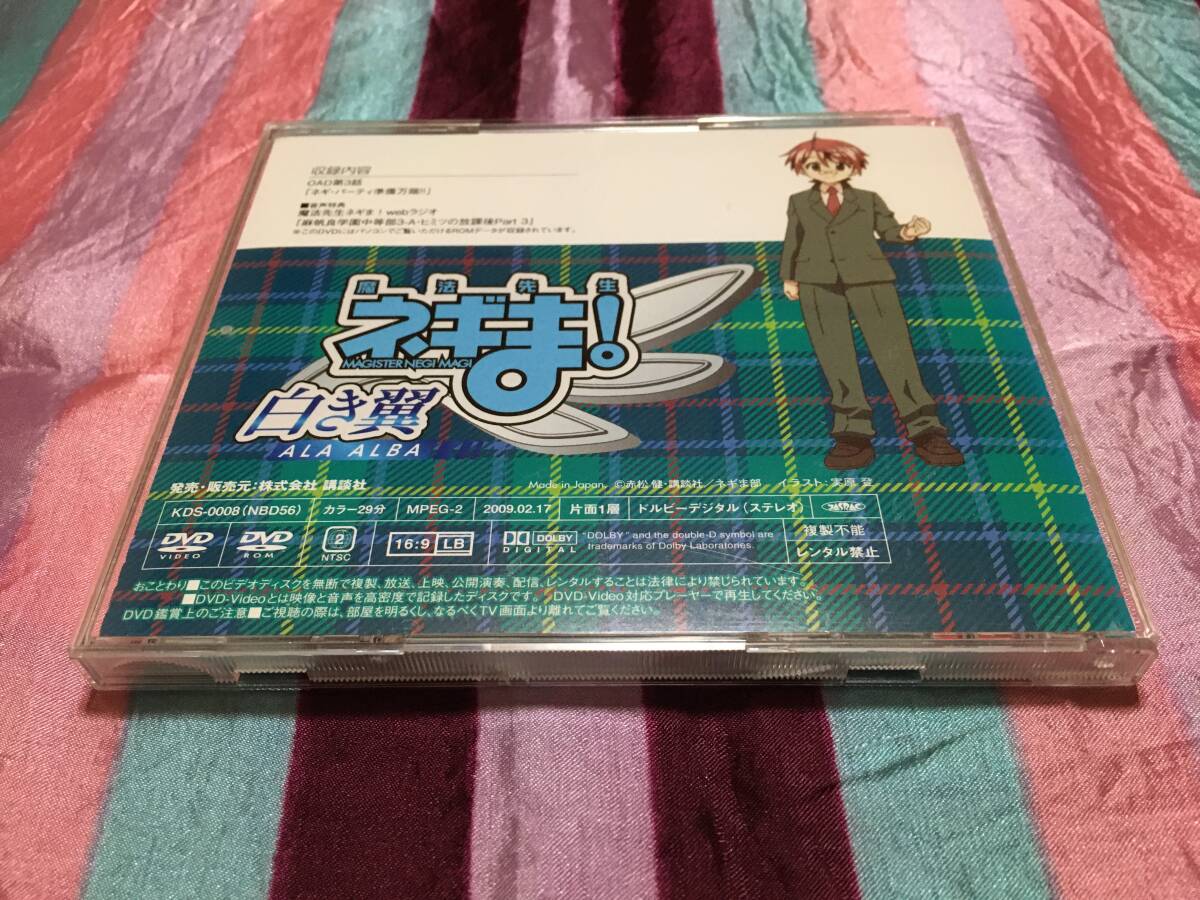 収録内容
OAD第3話
「ネギ・パーティ準備万端!!」
■音声特典
魔法先生ネギま！webラジオ
「麻帆良学園中等部3-A・ヒミツの放課後Part 3」
※このDVDにはパソコンでご覧いただけるROMデータが収録されています。
魔法先生
ネギま!
MAGISTER NEGI MAGI
白き翼
ALA ALBA
発売・販売元：株式会社 講談社
Made in Japan. ©赤松 健・講談社／ネギま部 イラスト・実原 登
KDS-0008(NBD56) カラー29分 MPEG-2 2009.02.17 片面1層 ドルビーデジタル(ステレオ)
DVD VIDEO DVD ROM 2 NTSC 16:9 LB DOLBY DIGITAL "DOLBY" and the double-D symbol are trademarks of Dolby Laboratories. 複製不能 レンタル禁止
おことわり■このビデオディスクを無断で複製、放送、上映、公開演奏、配信、レンタルすることは法律により禁じられています。
■DVD-Videoとは映像と音声を高密度で記録したディスクです。 DVD-Video対応プレーヤーで再生してください。
DVD鑑賞上のご注意■ご視聴の際は、部屋を明るくし、なるべくTV画面より離れてご覧ください。